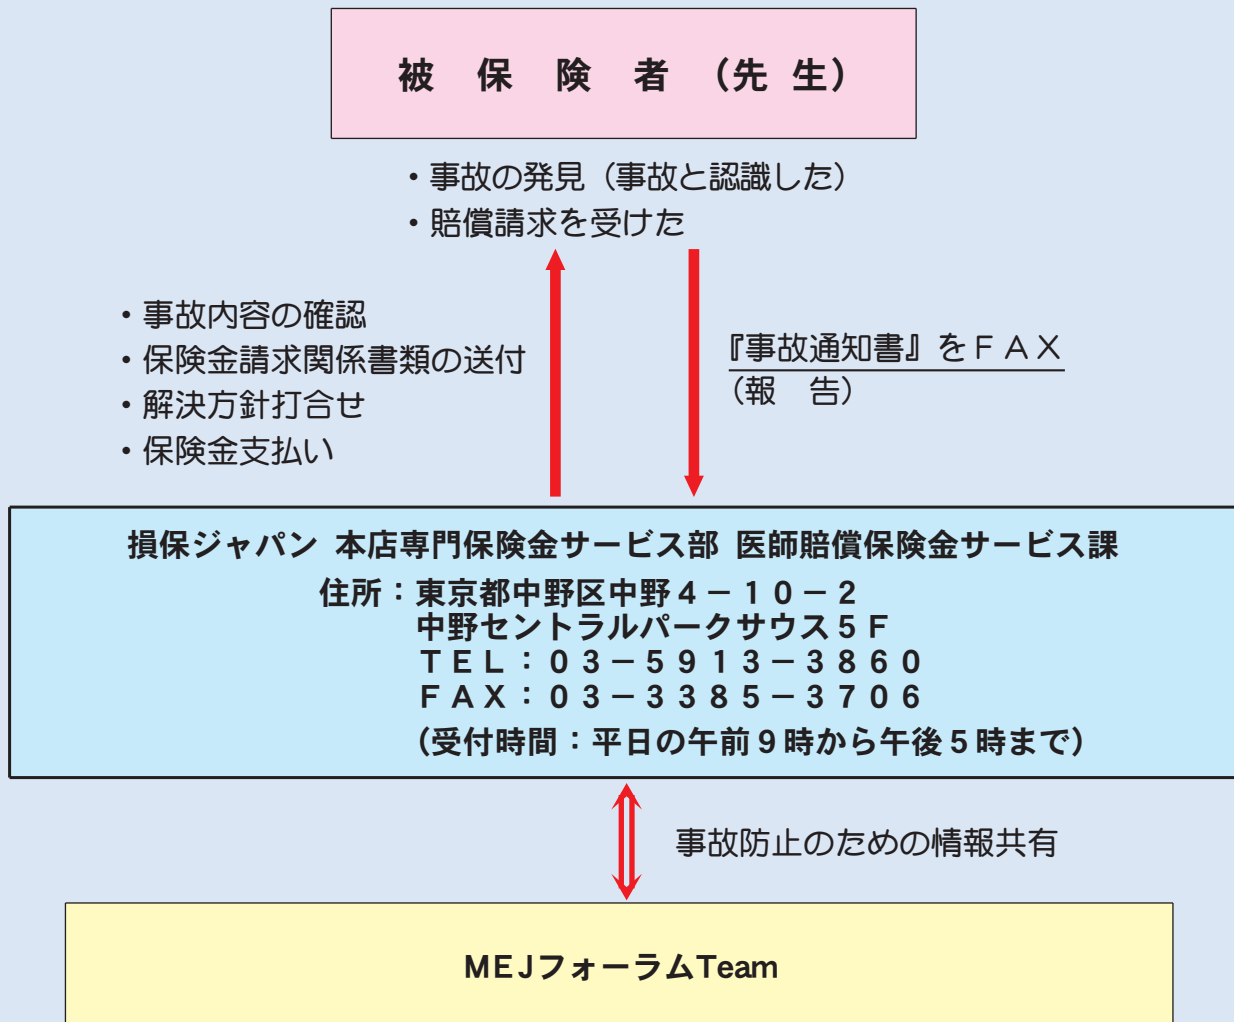 被 保 険 者 （先 生）
・事故の発見（事故と認識した）
・賠償請求を受けた
・事故内容の確認
・保険金請求関係書類の送付
・解決方針打合せ
・保険金支払い
『事故通知書』をＦＡＸ
（報　告）
損保ジャパン 本店専門保険金サービス部 医師賠償保険金サービス課
住所：東京都中野区中野４－１０－２
中野セントラルパークサウス５Ｆ
ＴＥＬ：０３－５９１３－３８６０
ＦＡＸ：０３－３３８５－３７０６
（受付時間：平日の午前９時から午後５時まで）
事故防止のための情報共有
MEJフォーラムTeam